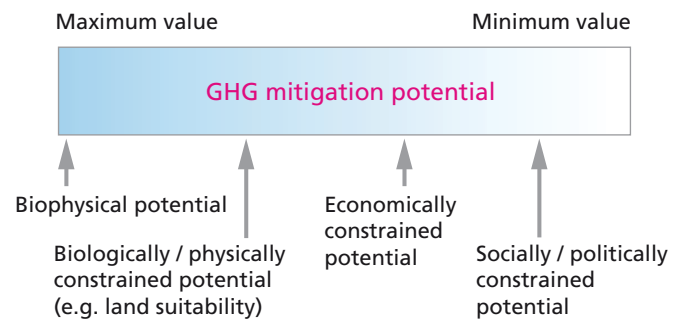 Maximum value
Minimum value
GHG mitigation potential
Biophysical potential
Biologically / physically
constrained potential
(e.g. land suitability)
Economically
constrained
potential
Socially / politically
constrained
potential